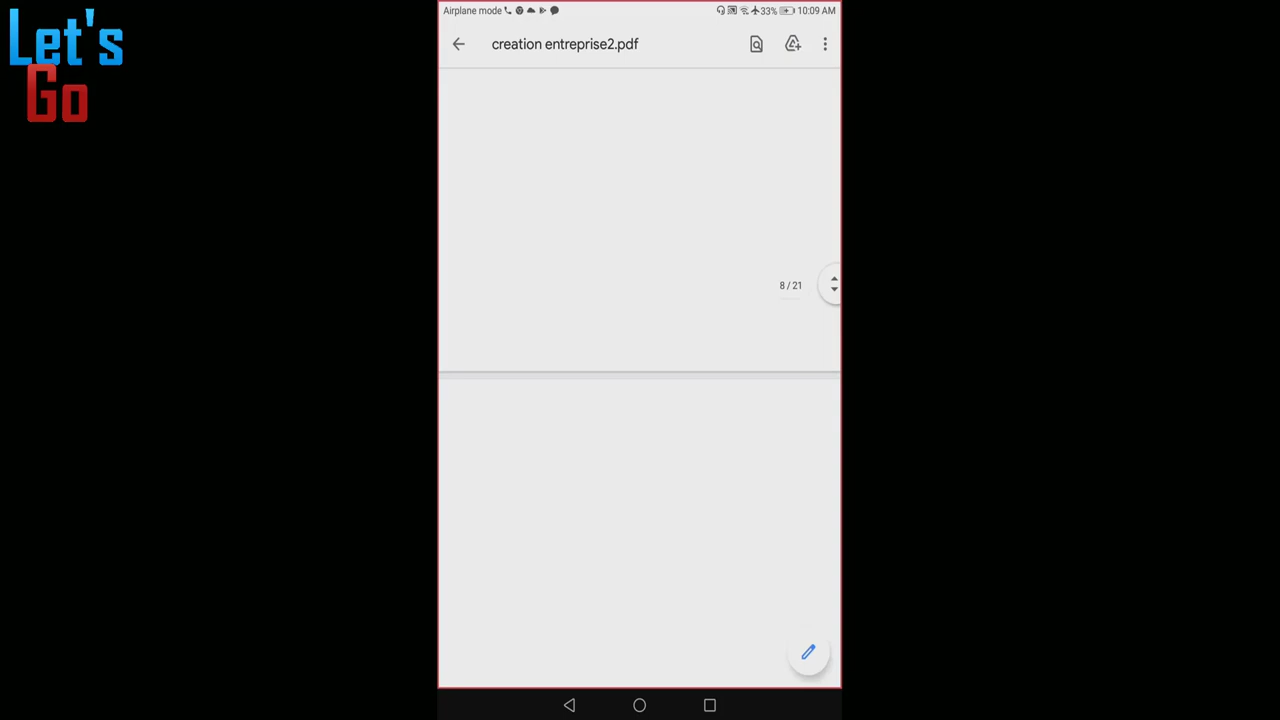 Let's
Go
Airplane mode 33% 10:09 AM
creation entreprise2.pdf
8 / 21